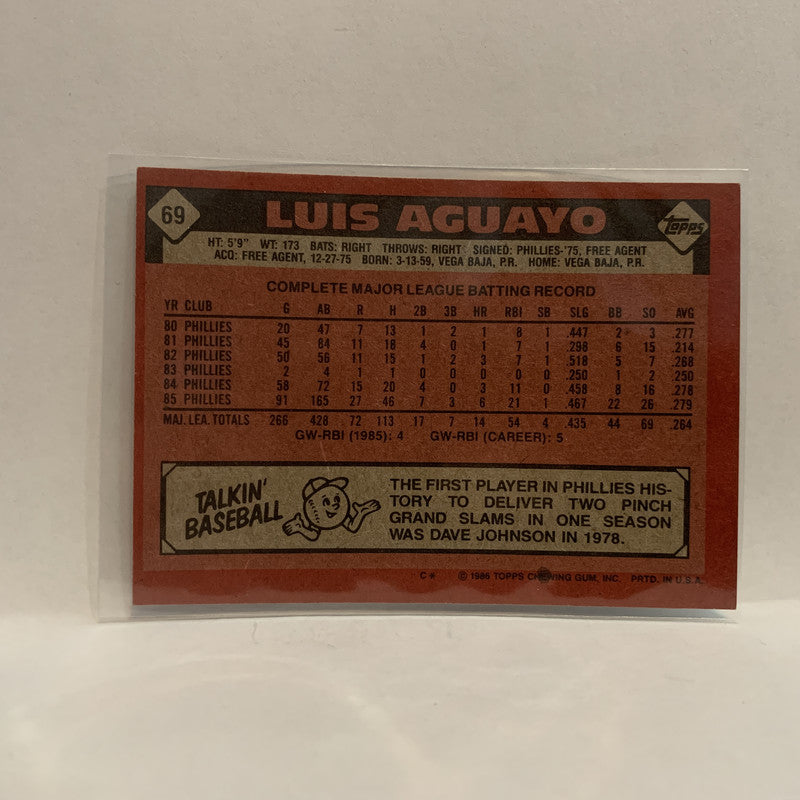 69
LUIS AGUAYO
topps
HT: 5'9" WT: 173 BATS: RIGHT THROWS: RIGHT SIGNED: PHILLIES-'75, FREE AGENT
ACQ: FREE AGENT, 12-27-75 BORN: 3-13-59, VEGA BAJA, P.R. HOME: VEGA BAJA, P.R.
COMPLETE MAJOR LEAGUE BATTING RECORD
YR CLUB G AB R H 2B 3B HR RBI SB SLG BB SO AVG
80 PHILLIES 20 47 7 13 1 2 1 8 1 .447 2 3 .277
81 PHILLIES 45 84 11 18 4 0 1 7 1 .298 6 15 .214
82 PHILLIES 50 56 11 15 1 2 3 7 1 .518 5 7 .268
83 PHILLIES 2 4 1 1 0 0 0 0 0 .250 1 2 .250
84 PHILLIES 58 72 15 20 4 0 3 11 0 .458 8 16 .278
85 PHILLIES 91 165 27 46 7 3 6 21 1 .467 22 26 .279
MAJ. LEA. TOTALS 266 428 72 113 17 7 14 54 4 .435 44 69 .264
GW-RBI (1985): 4 GW-RBI (CAREER): 5
TALKIN'
BASEBALL
THE FIRST PLAYER IN PHILLIES HIS-
TORY TO DELIVER TWO PINCH
GRAND SLAMS IN ONE SEASON
WAS DAVE JOHNSON IN 1978.
C* © 1986 TOPPS CHEWING GUM, INC. PRTD. IN U.S.A.